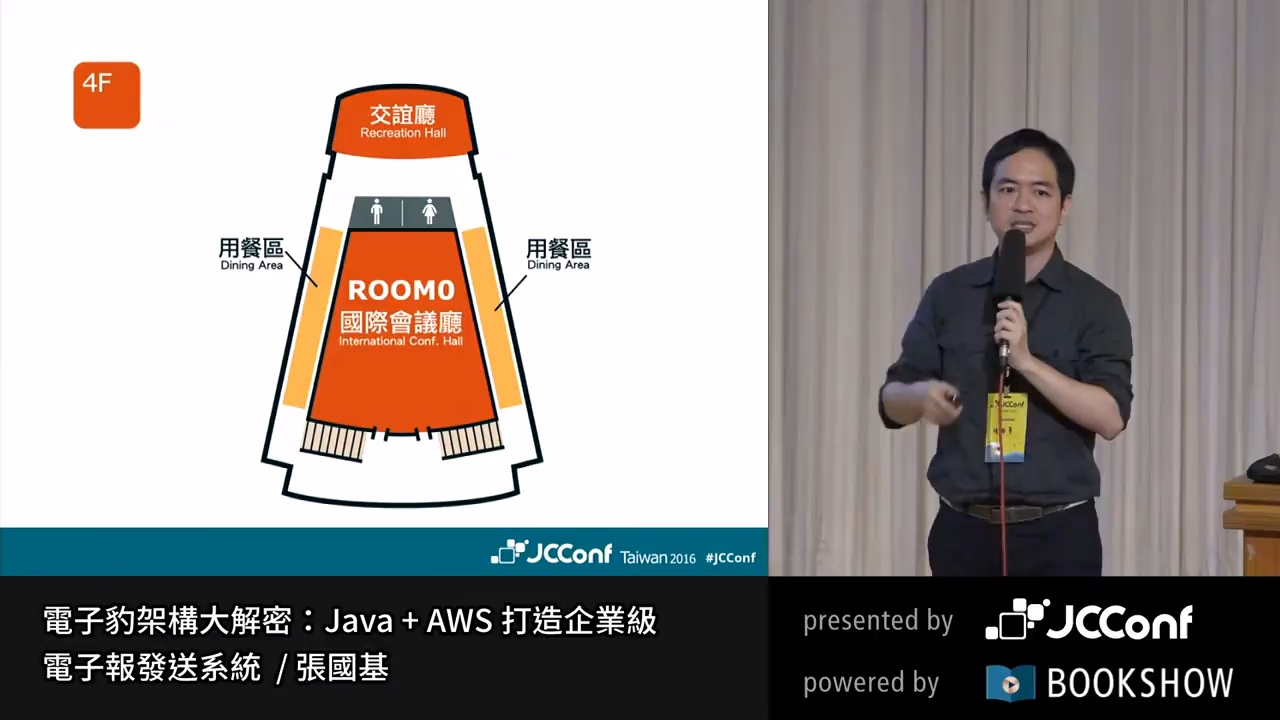 4F
交誼廳
Recreation Hall
用餐區
Dining Area
用餐區
Dining Area
ROOM0
國際會議廳
International Conf. Hall
JCConf Taiwan 2016 #JCConf
JCConf
電子豹架構大解密：Java + AWS 打造企業級
電子報發送系統 / 張國基
presented by JCConf
powered by BOOKSHOW